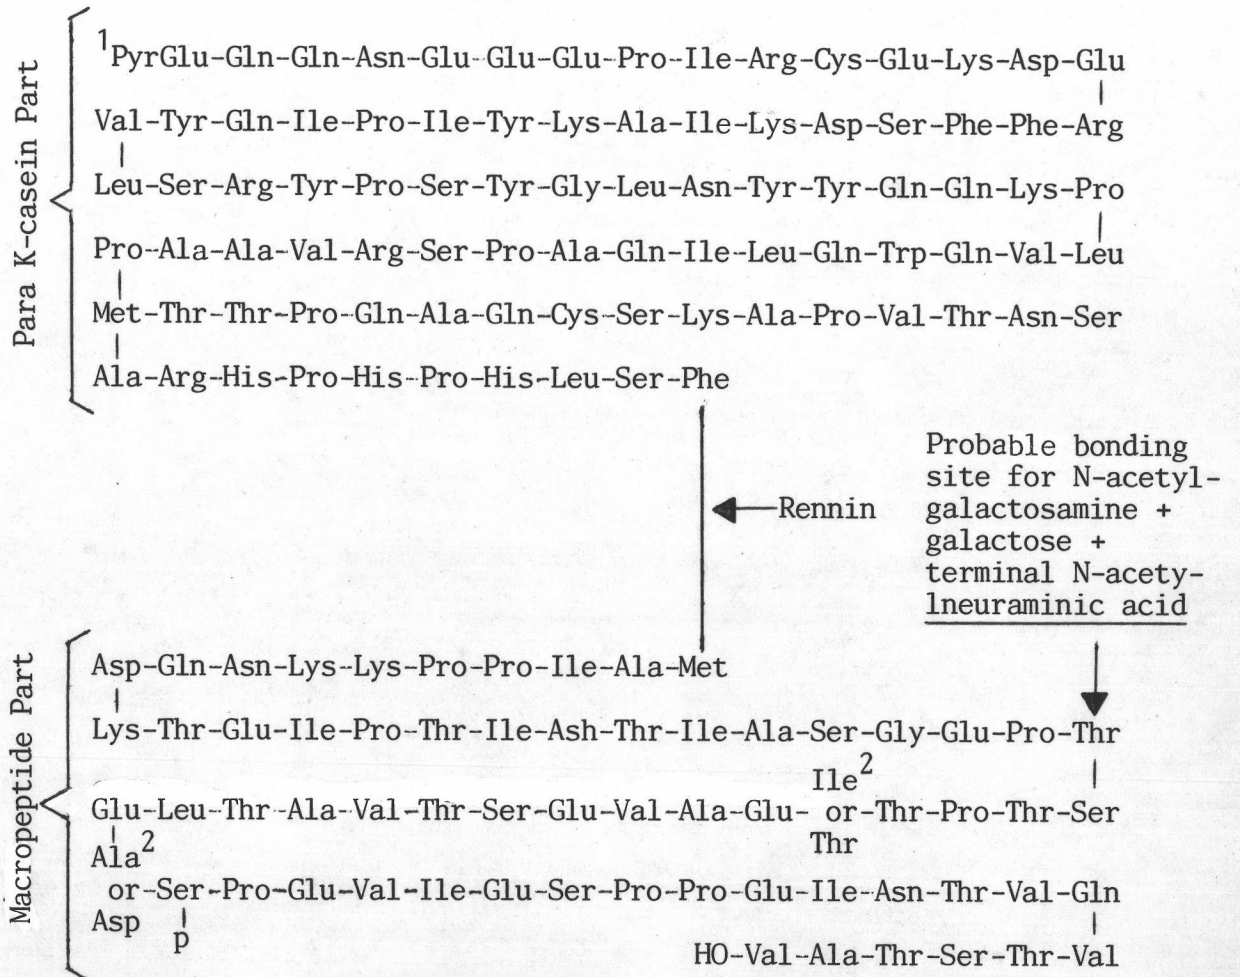 Para K-casein Part
1PyrGlu-Gln-Gln-Asn-Glu-Glu-Glu-Pro-Ile-Arg-Cys-Glu-Lys-Asp-Glu
Val-Tyr-Gln-Ile-Pro-Ile-Tyr-Lys-Ala-Ile-Lys-Asp-Ser-Phe-Phe-Arg
Leu-Ser-Arg-Tyr-Pro-Ser-Tyr-Gly-Leu-Asn-Tyr-Tyr-Gln-Gln-Lys-Pro
Pro-Ala-Ala-Val-Arg-Ser-Pro-Ala-Gln-Ile-Leu-Gln-Trp-Gln-Val-Leu
Met-Thr-Thr-Pro-Gln-Ala-Gln-Cys-Ser-Lys-Ala-Pro-Val-Thr-Asn-Ser
Ala-Arg-His-Pro-His-Pro-His-Leu-Ser-Phe
Rennin
Probable bonding
site for N-acetyl-
galactosamine +
galactose +
terminal N-acety-
lneuraminic acid
Macropeptide Part
Asp-Gln-Asn-Lys-Lys-Pro-Pro-Ile-Ala-Met
Lys-Thr-Glu-Ile-Pro-Thr-Ile-Ash-Thr-Ile-Ala-Ser-Gly-Glu-Pro-Thr
Ile2
Glu-Leu-Thr-Ala-Val-Thr-Ser-Glu-Val-Ala-Glu- or-Thr-Pro-Thr-Ser
Thr
Ala2
or-Ser-Pro-Glu-Val-Ile-Glu-Ser-Pro-Pro-Glu-Ile-Asn-Thr-Val-Gln
Asp
p
HO-Val-Ala-Thr-Ser-Thr-Val